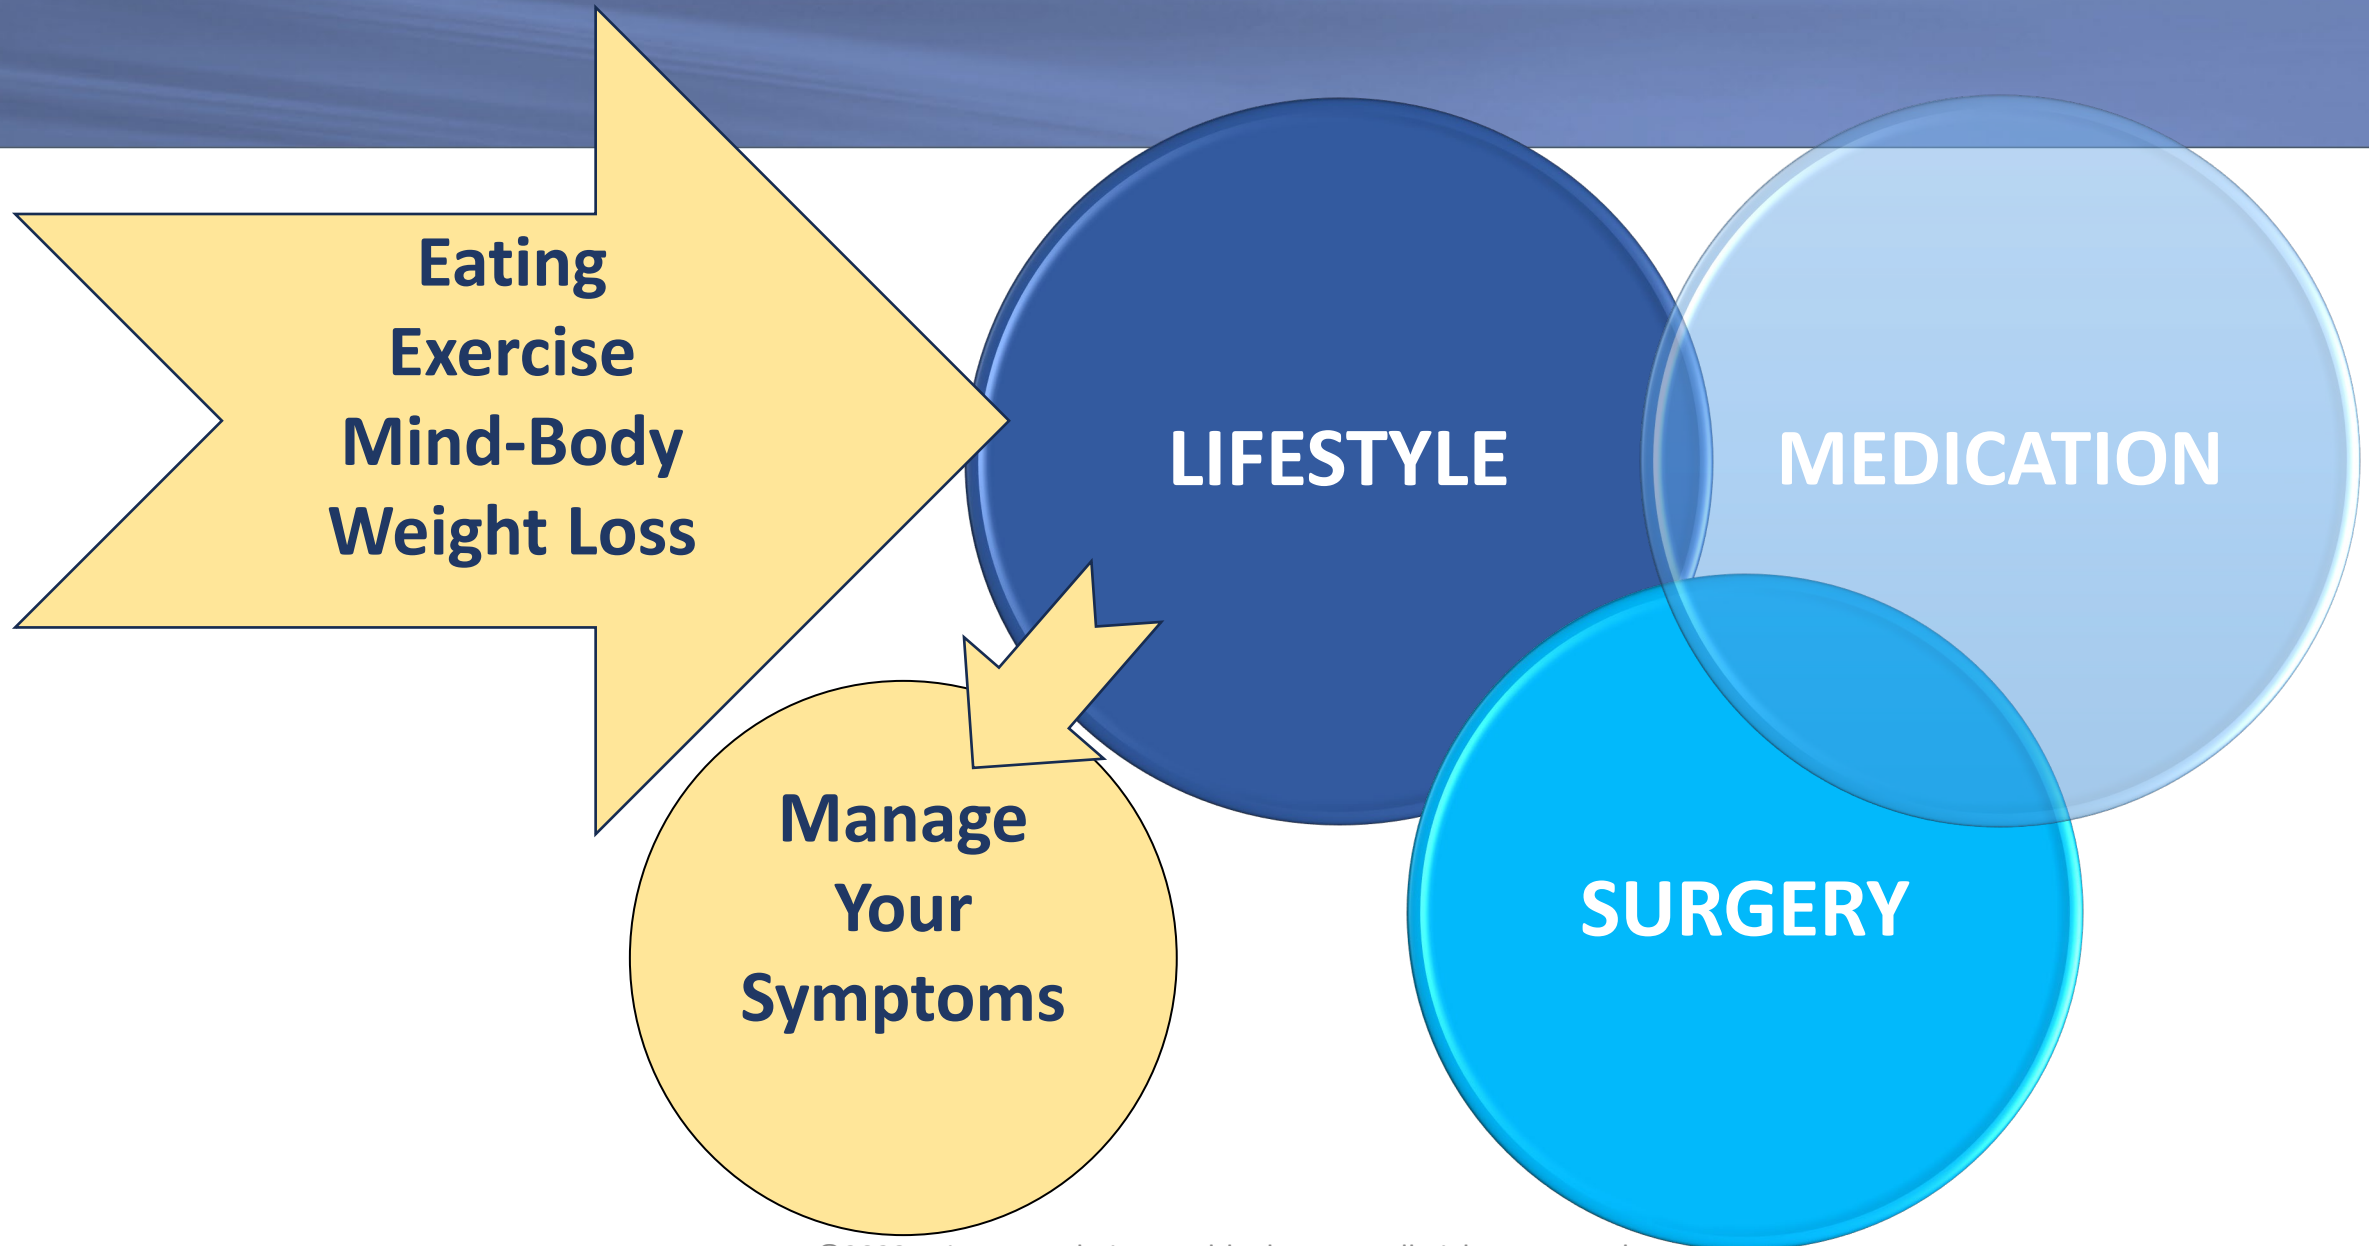 Eating
Exercise
Mind-Body
Weight Loss
LIFESTYLE
MEDICATION
Manage
Your
Symptoms
SURGERY